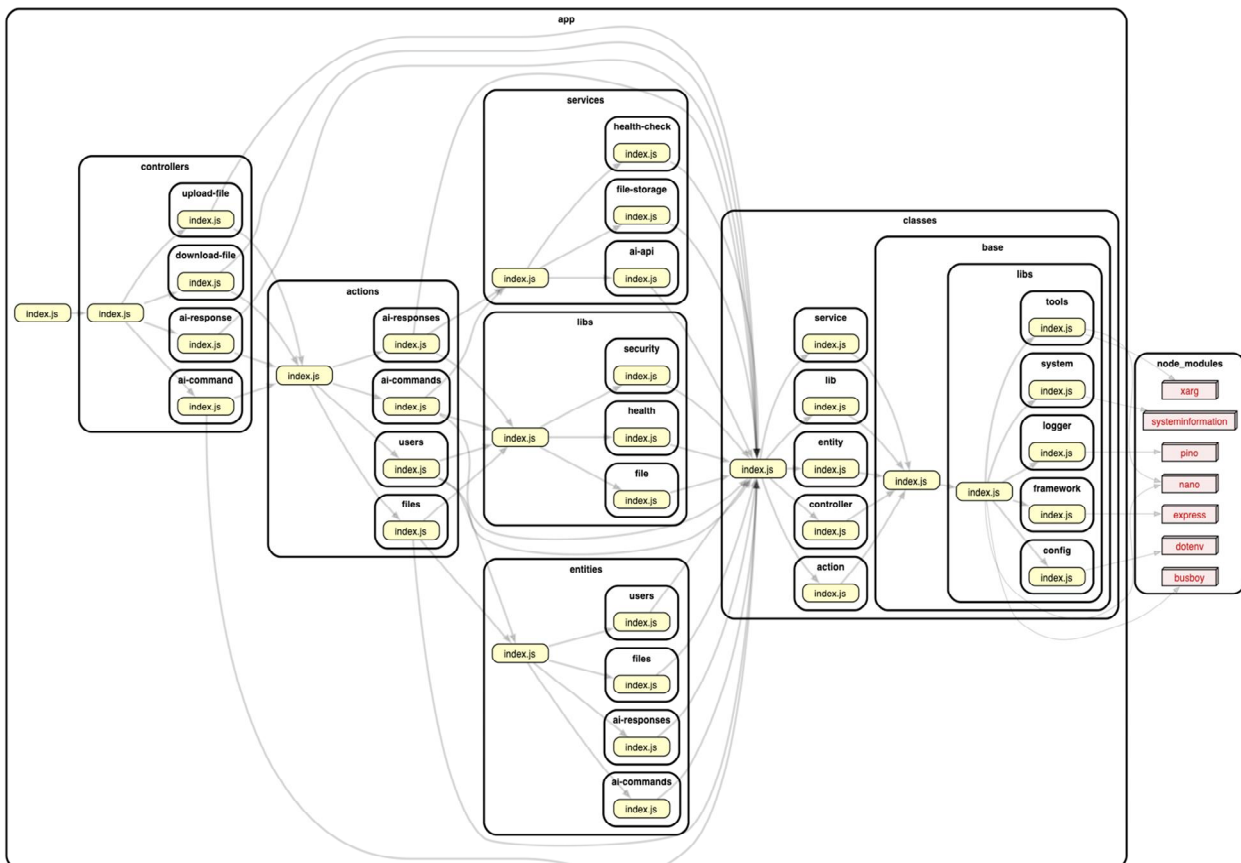 app
index.js
controllers
index.js
upload-file
index.js
download-file
index.js
ai-response
index.js
ai-command
index.js
actions
index.js
ai-responses
index.js
ai-commands
index.js
users
index.js
files
index.js
services
index.js
health-check
index.js
file-storage
index.js
ai-api
index.js
libs
index.js
security
index.js
health
index.js
file
index.js
entities
index.js
users
index.js
files
index.js
ai-responses
index.js
ai-commands
index.js
classes
index.js
service
index.js
lib
index.js
entity
index.js
controller
index.js
action
index.js
base
index.js
libs
index.js
tools
index.js
system
index.js
logger
index.js
framework
index.js
config
index.js
node_modules
xarg
systeminformation
pino
nano
express
dotenv
busboy